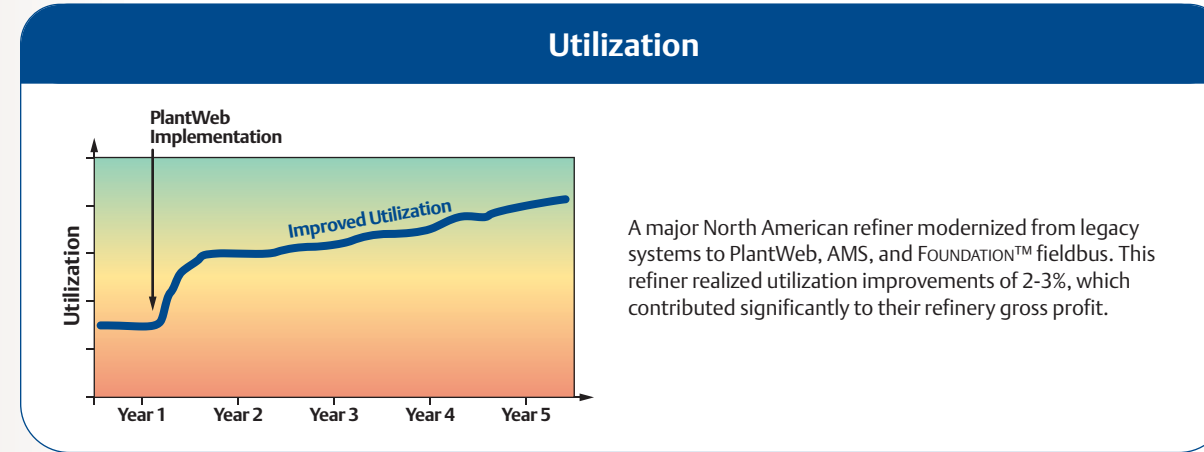 Utilization
PlantWeb
Implementation
Improved Utilization
Utilization
Year 1
Year 2
Year 3
Year 4
Year 5
A major North American refiner modernized from legacy
systems to PlantWeb, AMS, and FOUNDATION™ fieldbus. This
refiner realized utilization improvements of 2-3%, which
contributed significantly to their refinery gross profit.